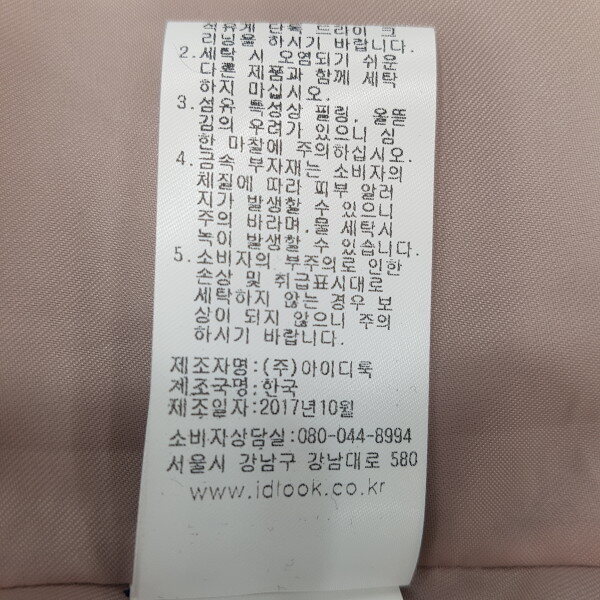 섬유계 단독 드라이 크
리닝을 하시기 바랍니다.
2.세탁 시 오염되기 쉬운
다른 제품과 함께 세탁
하지 마십시오.
3.섬유 특성상 필링, 올뜯
김의 우려가 있으니 심
한 마찰에 주의하십시오.
4.금속 부자재는 소비자의
체질에 따라 피부 알러
지가 발생할 수 있으니
주의 바라며,물 세탁시
녹이 발생할 수 있습니다.
5.소비자의 부주의로 인한
손상 및 취급표시대로
세탁하지 않는 경우 보
상이 되지 않으니 주의
하시기 바랍니다.
제조자명:(주)아이디룩
제조국명:한국
제조일자:2017년10월
소비자상담실:080-044-8994
서울시 강남구 강남대로 580
www.idlook.co.kr